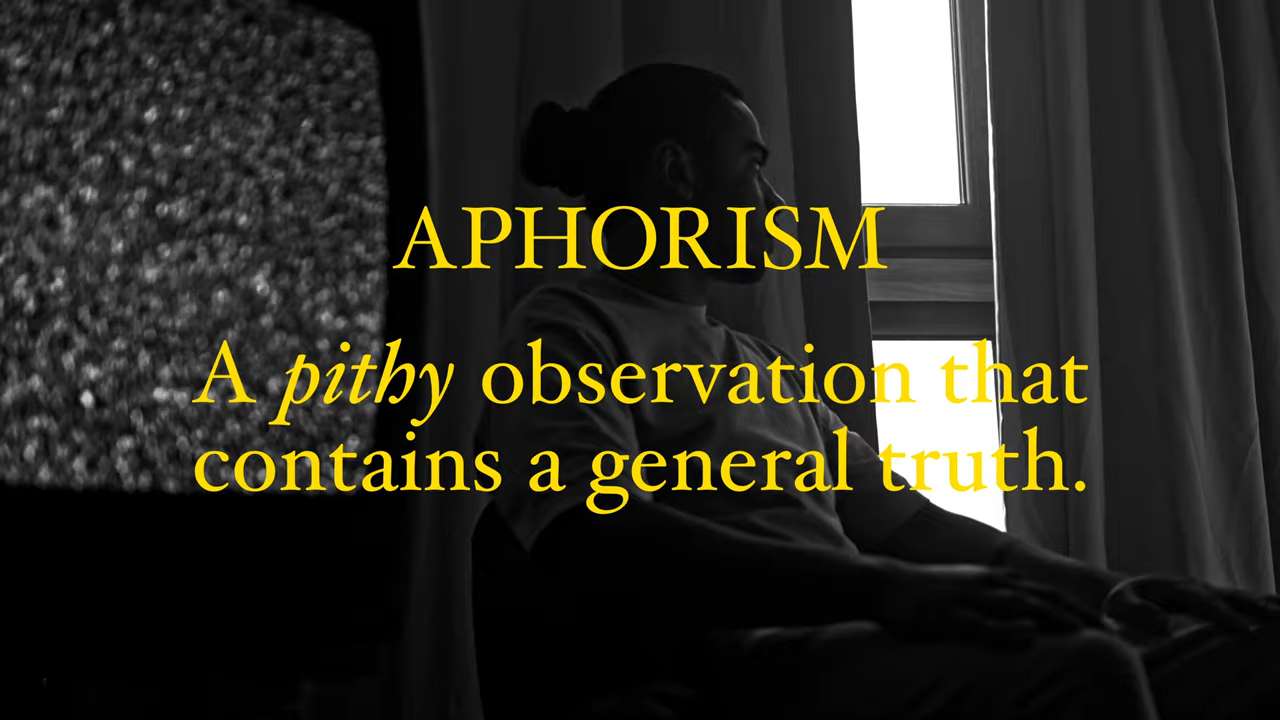 APHORISM
A pithy observation that
contains a general truth.